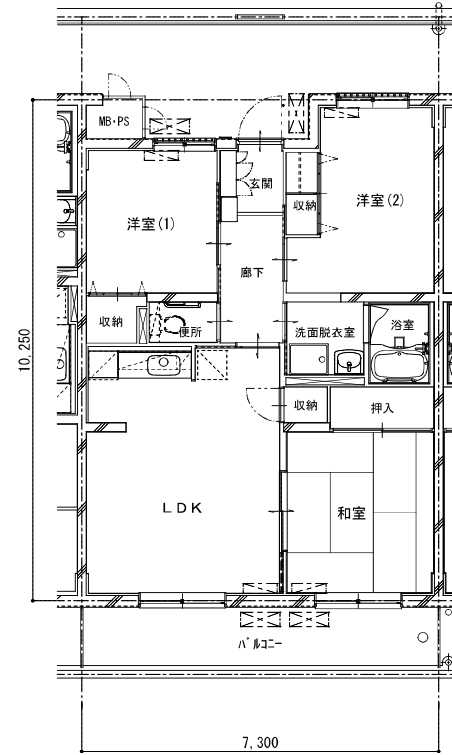 MB・PS
玄関
収納
洋室(1)
洋室(2)
廊下
収納
便所
洗面脱衣室
浴室
収納
押入
LDK
和室
バルコニー
10,250
7,300